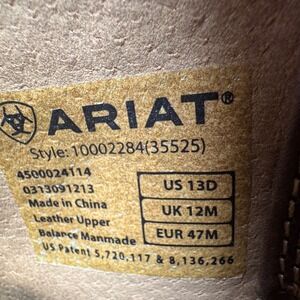 ARIAT®
Style: 10002284(35525)
4500024114
0313091213
Made in China
Leather Upper
Balance Manmade
US Patent 5,720,117 & 8,136,266
US 13D
UK 12M
EUR 47M